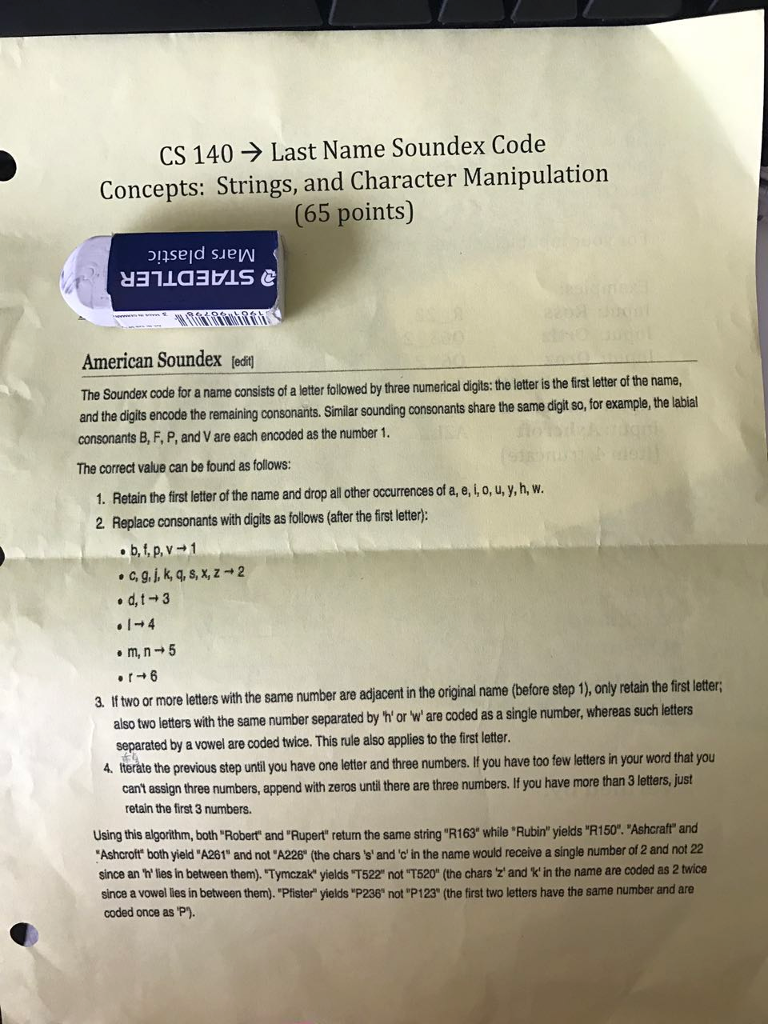 CS 140 → Last Name Soundex Code
Concepts: Strings, and Character Manipulation
(65 points)
STAEDTLER
Mars plastic
American Soundex [edit]
The Soundex code for a name consists of a letter followed by three numerical digits: the letter is the first letter of the name,
and the digits encode the remaining consonants. Similar sounding consonants share the same digit so, for example, the labial
consonants B, F, P, and V are each encoded as the number 1.
The correct value can be found as follows:
1. Retain the first letter of the name and drop all other occurrences of a, e, i, o, u, y, h, w.
2. Replace consonants with digits as follows (after the first letter):
• b, f, p, v → 1
• c, g, j, k, q, s, x, z → 2
• d, t → 3
• l → 4
• m, n → 5
• r → 6
3. If two or more letters with the same number are adjacent in the original name (before step 1), only retain the first letter;
also two letters with the same number separated by 'h' or 'w' are coded as a single number, whereas such letters
separated by a vowel are coded twice. This rule also applies to the first letter.
4. Iterate the previous step until you have one letter and three numbers. If you have too few letters in your word that you
can't assign three numbers, append with zeros until there are three numbers. If you have more than 3 letters, just
retain the first 3 numbers.
Using this algorithm, both "Robert" and "Rupert" return the same string "R163" while "Rubin" yields "R150". "Ashcraft" and
"Ashcroft" both yield "A261" and not "A226" (the chars 's' and 'c' in the name would receive a single number of 2 and not 22
since an 'h' lies in between them). "Tymczak" yields "T522" not "T520" (the chars 'z' and 'k' in the name are coded as 2 twice
since a vowel lies in between them). "Pfister" yields "P236" not "P123" (the first two letters have the same number and are
coded once as 'P').